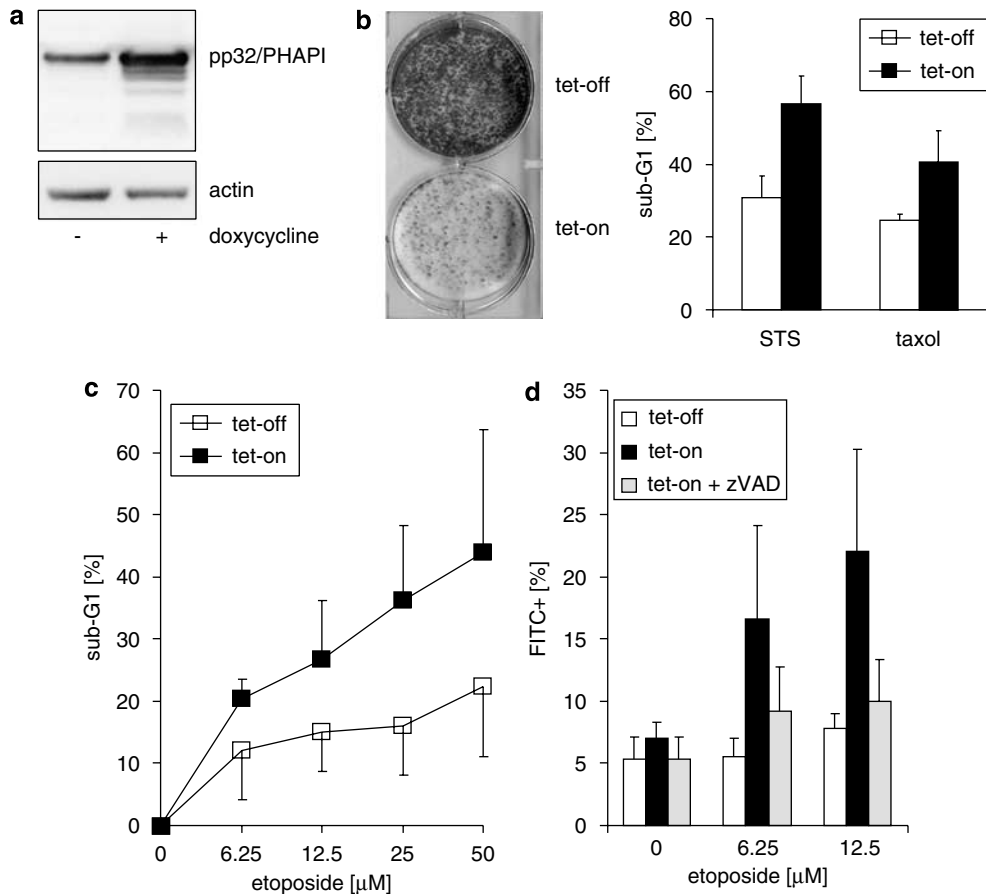 a
pp32/PHAPI
actin
- + doxycycline
b
tet-off
tet-on
sub-G1 [%]
80
60
40
20
0
tet-off
tet-on
STS taxol
c
sub-G1 [%]
70
60
50
40
30
20
10
0
tet-off
tet-on
0 6.25 12.5 25 50
etoposide [μM]
d
FITC+ [%]
35
30
25
20
15
10
5
0
tet-off
tet-on
tet-on + zVAD
0 6.25 12.5
etoposide [μM]